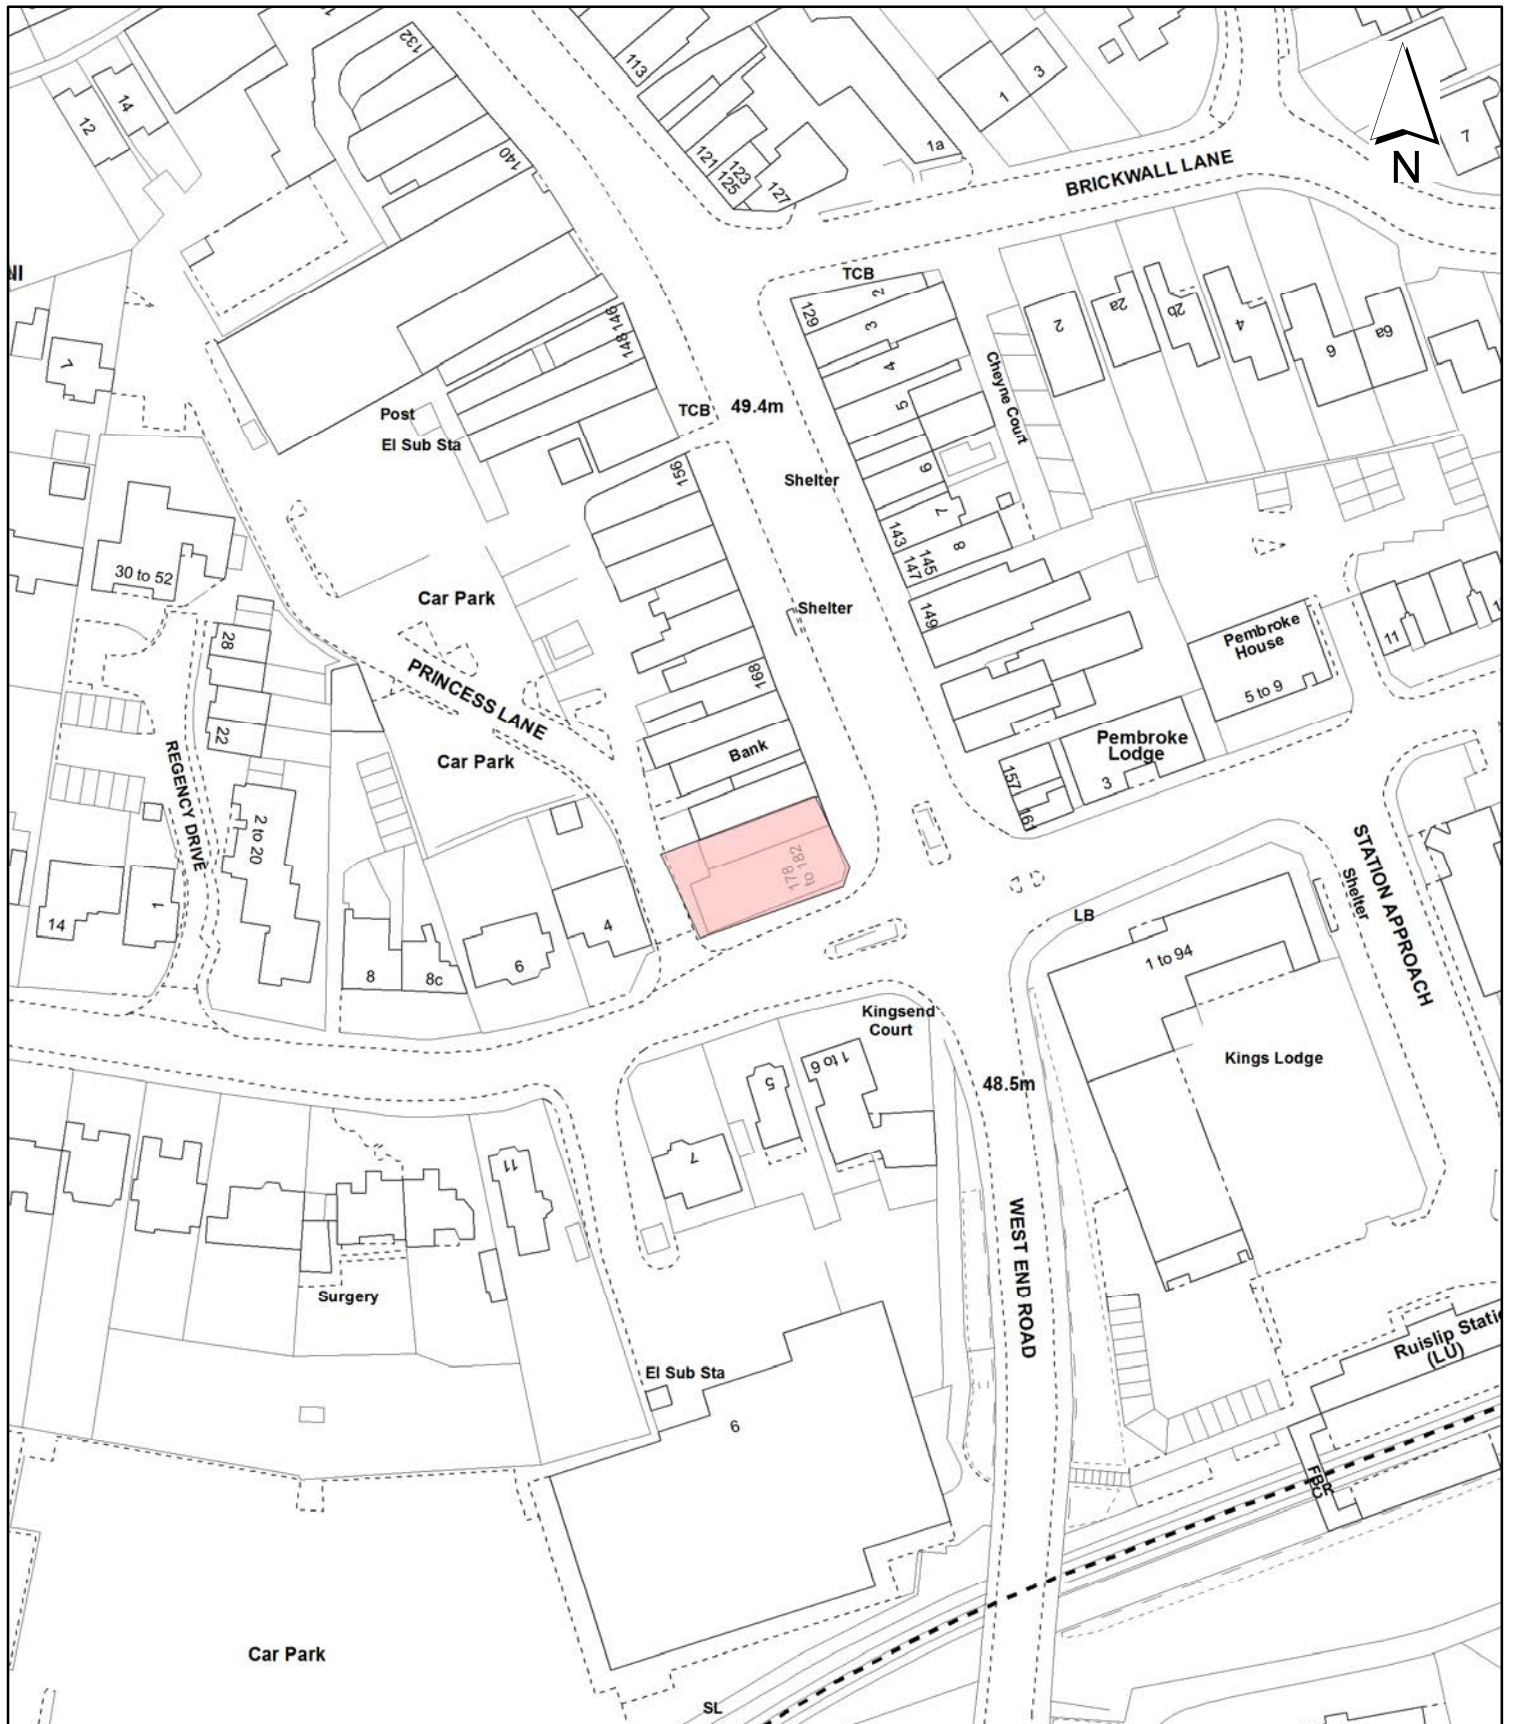 132
113
1
3
14
12
1a
7
N
140
121
123
125
127
BRICKWALL LANE
TCB
2
129
3
146
148
4
2
2a
2b
4
6
6a
7
Cheyne Court
5
Post
TCB
49.4m
El Sub Sta
156
6
Shelter
7
143
145
147
8
30 to 52
Car Park
Shelter
149
28
Pembroke
House
11
PRINCESS LANE
168
5 to 9
22
Bank
Pembroke
Lodge
REGENCY DRIVE
Car Park
157
3
161
2 to 20
178
to 182
STATION APPROACH
Shelter
14
1
4
LB
8
8c
6
1 to 94
Kingsend
Court
1 to 6
5
48.5m
Kings Lodge
7
11
WEST END ROAD
Surgery
Ruislip Statio
(LU)
El Sub Sta
6
Car Park
SL